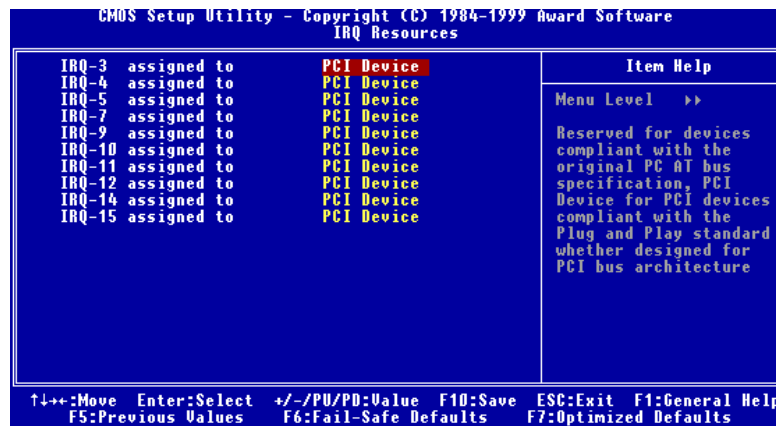 CMOS Setup Utility - Copyright (C) 1984-1999 Award Software
IRQ Resources
IRQ-3 assigned to PCI Device
IRQ-4 assigned to PCI Device
IRQ-5 assigned to PCI Device
IRQ-7 assigned to PCI Device
IRQ-9 assigned to PCI Device
IRQ-10 assigned to PCI Device
IRQ-11 assigned to PCI Device
IRQ-12 assigned to PCI Device
IRQ-14 assigned to PCI Device
IRQ-15 assigned to PCI Device
Item Help
Menu Level ▸▸
Reserved for devices
compliant with the
original PC AT bus
specification, PCI
Device for PCI devices
compliant with the
Plug and Play standard
whether designed for
PCI bus architecture
↑↓→←:Move Enter:Select +/-/PU/PD:Value F10:Save ESC:Exit F1:General Help
F5:Previous Values F6:Fail-Safe Defaults F7:Optimized Defaults